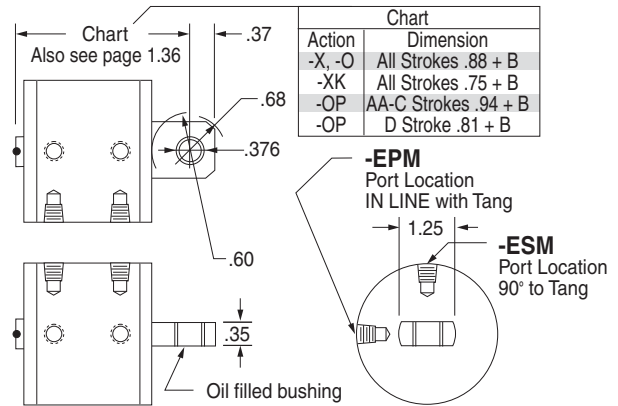 Chart
Also see page 1.36
.37
.68
.376
.60
.35
Oil filled bushing
Chart
Action Dimension
-X, -O All Strokes .88 + B
-XK All Strokes .75 + B
-OP AA-C Strokes .94 + B
-OP D Stroke .81 + B
-EPM
Port Location
IN LINE with Tang
1.25
-ESM
Port Location
90° to Tang